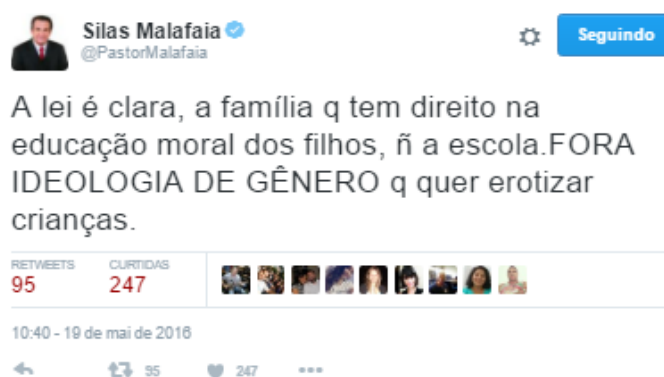 Silas Malafaia
@PastorMalafaia
Seguindo
A lei é clara, a família q tem direito na
educação moral dos filhos, ñ a escola.FORA
IDEOLOGIA DE GÊNERO q quer erotizar
crianças.
RETWEETS CURTIDAS
95 247
10:40 - 19 de mai de 2016
95 247